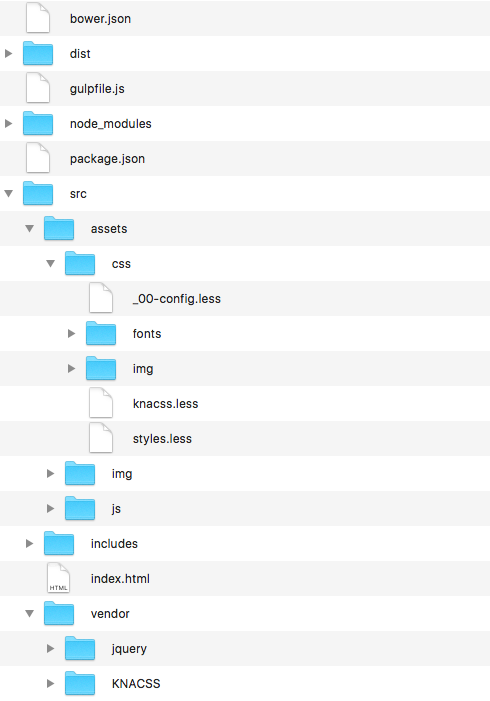 bower.json
dist
gulpfile.js
node_modules
package.json
src
assets
css
_00-config.less
fonts
img
knacss.less
styles.less
img
js
includes
HTML index.html
vendor
jquery
KNACSS